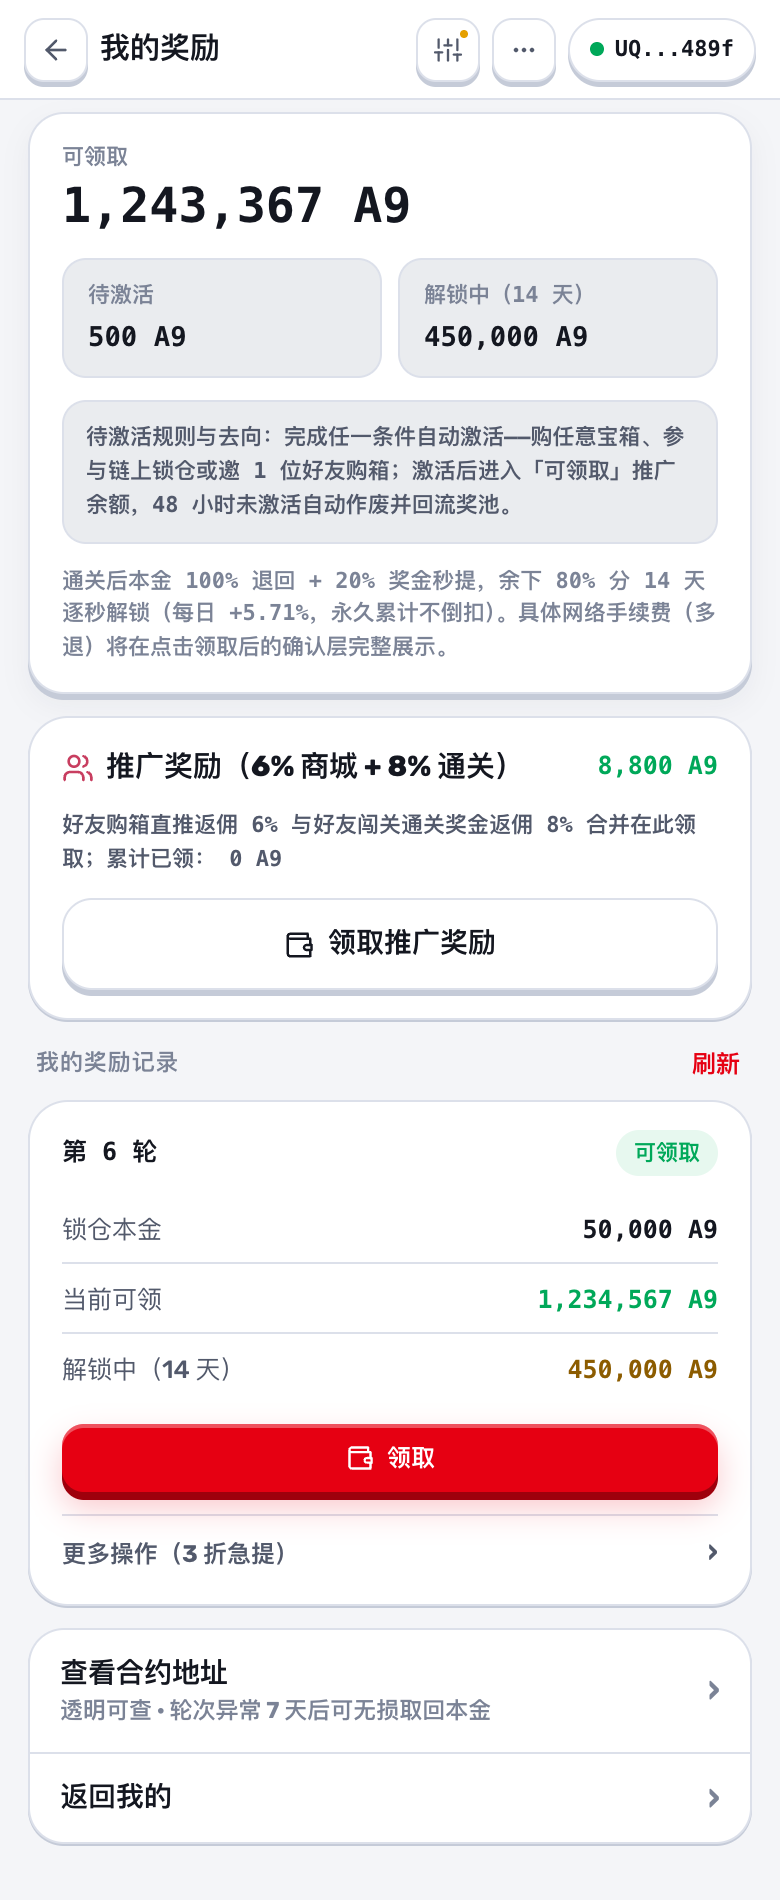 我的奖励
UQ...489f
可领取
1,243,367 A9
待激活
500 A9
解锁中（14 天）
450,000 A9
待激活规则与去向：完成任一条件自动激活——购任意宝箱、参
与链上锁仓或邀 1 位好友购箱；激活后进入「可领取」推广
余额，48 小时未激活自动作废并回流奖池。
通关后本金 100% 退回 + 20% 奖金秒提，余下 80% 分 14 天
逐秒解锁（每日 +5.71%，永久累计不倒扣）。具体网络手续费（多
退）将在点击领取后的确认层完整展示。
推广奖励（6% 商城 + 8% 通关）
8,800 A9
好友购箱直推返佣 6% 与好友闯关通关奖金返佣 8% 合并在此领
取；累计已领： 0 A9
领取推广奖励
我的奖励记录
刷新
第 6 轮
可领取
锁仓本金
50,000 A9
当前可领
1,234,567 A9
解锁中（14 天）
450,000 A9
领取
更多操作（3 折急提）
查看合约地址
透明可查 • 轮次异常 7 天后可无损取回本金
返回我的